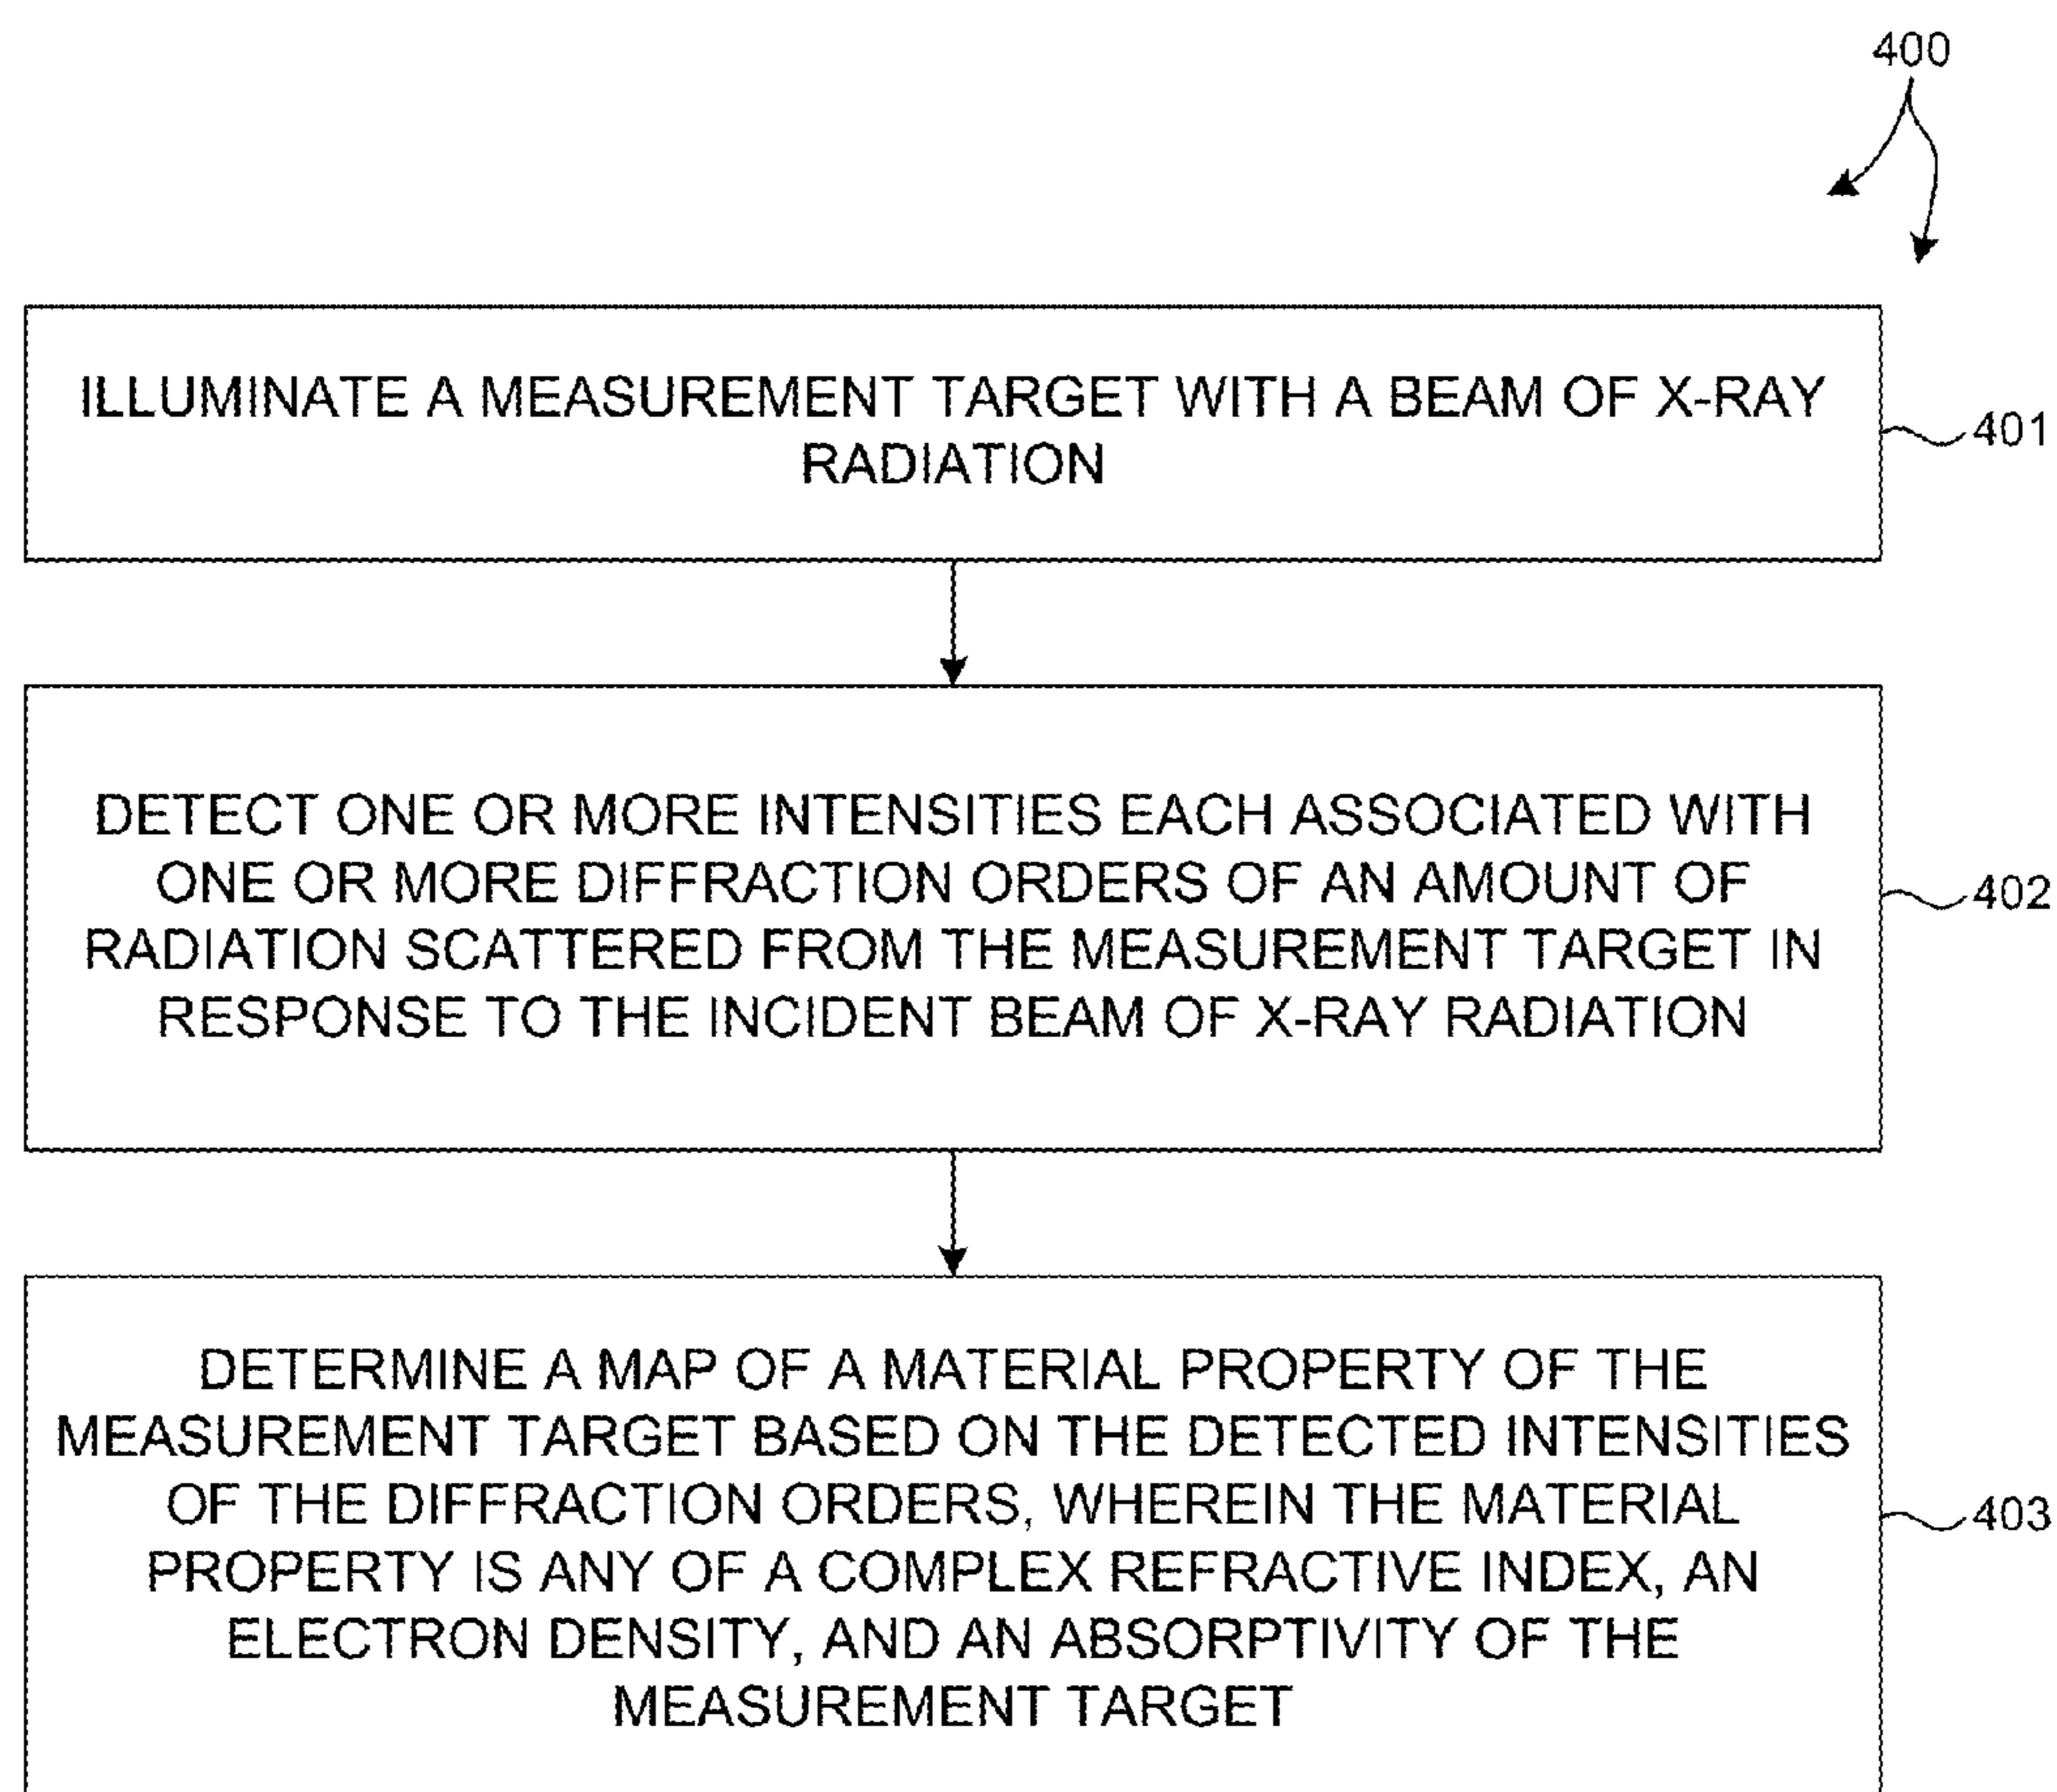 400
ILLUMINATE A MEASUREMENT TARGET WITH A BEAM OF X-RAY
RADIATION
401
DETECT ONE OR MORE INTENSITIES EACH ASSOCIATED WITH
ONE OR MORE DIFFRACTION ORDERS OF AN AMOUNT OF
RADIATION SCATTERED FROM THE MEASUREMENT TARGET IN
RESPONSE TO THE INCIDENT BEAM OF X-RAY RADIATION
402
DETERMINE A MAP OF A MATERIAL PROPERTY OF THE
MEASUREMENT TARGET BASED ON THE DETECTED INTENSITIES
OF THE DIFFRACTION ORDERS, WHEREIN THE MATERIAL
PROPERTY IS ANY OF A COMPLEX REFRACTIVE INDEX, AN
ELECTRON DENSITY, AND AN ABSORPTIVITY OF THE
MEASUREMENT TARGET
403